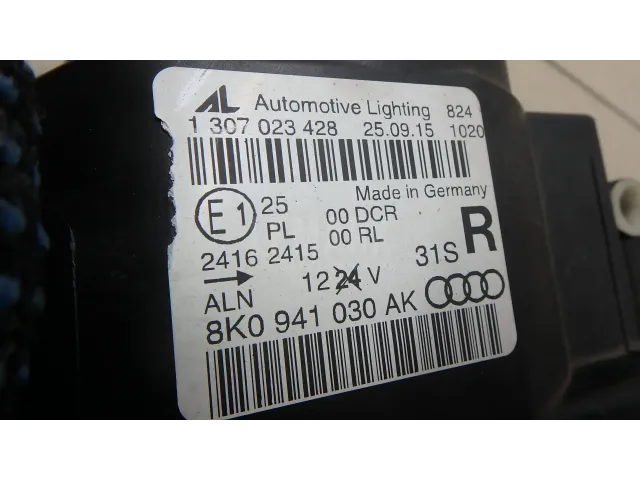 AL Automotive Lighting 824
1 307 023 428 25.09.15 1020
Made in Germany
E1 25 00 DCR
PL 00 RL R
2416 2415 31S
12 24 V
ALN
8K0 941 030 AK